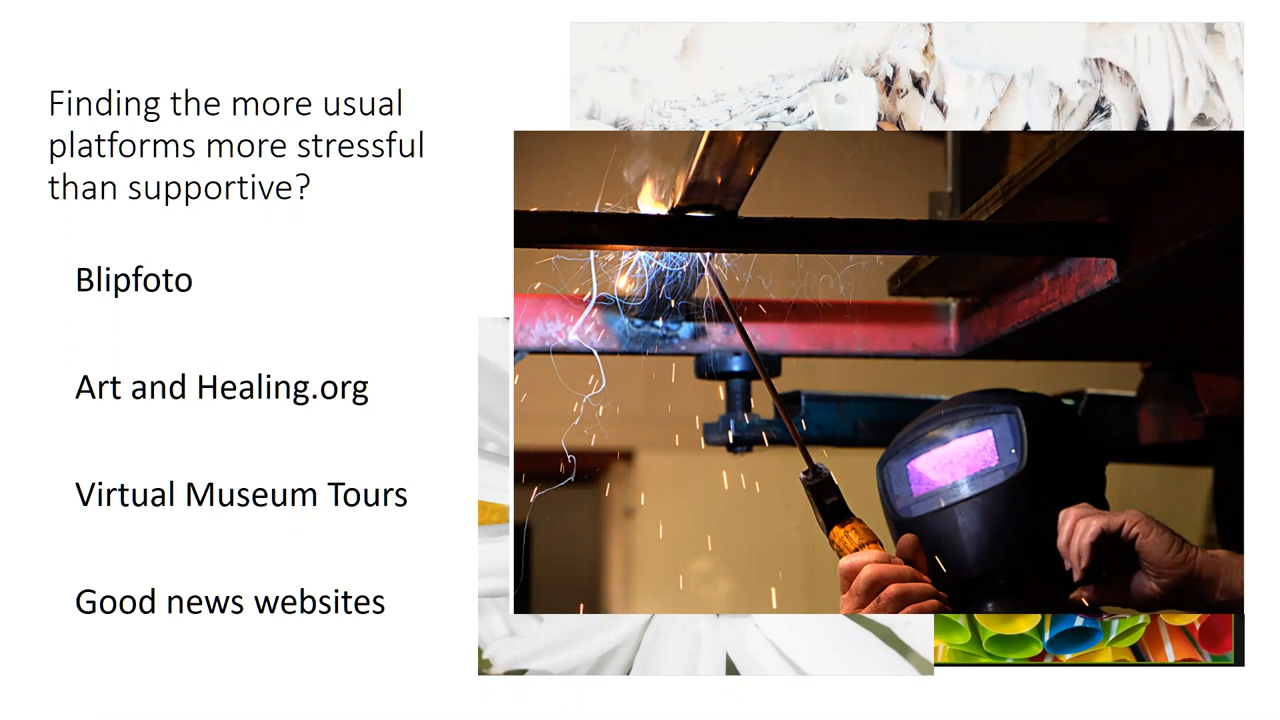 Finding the more usual
platforms more stressful
than supportive?
Blipfoto
Art and Healing.org
Virtual Museum Tours
Good news websites